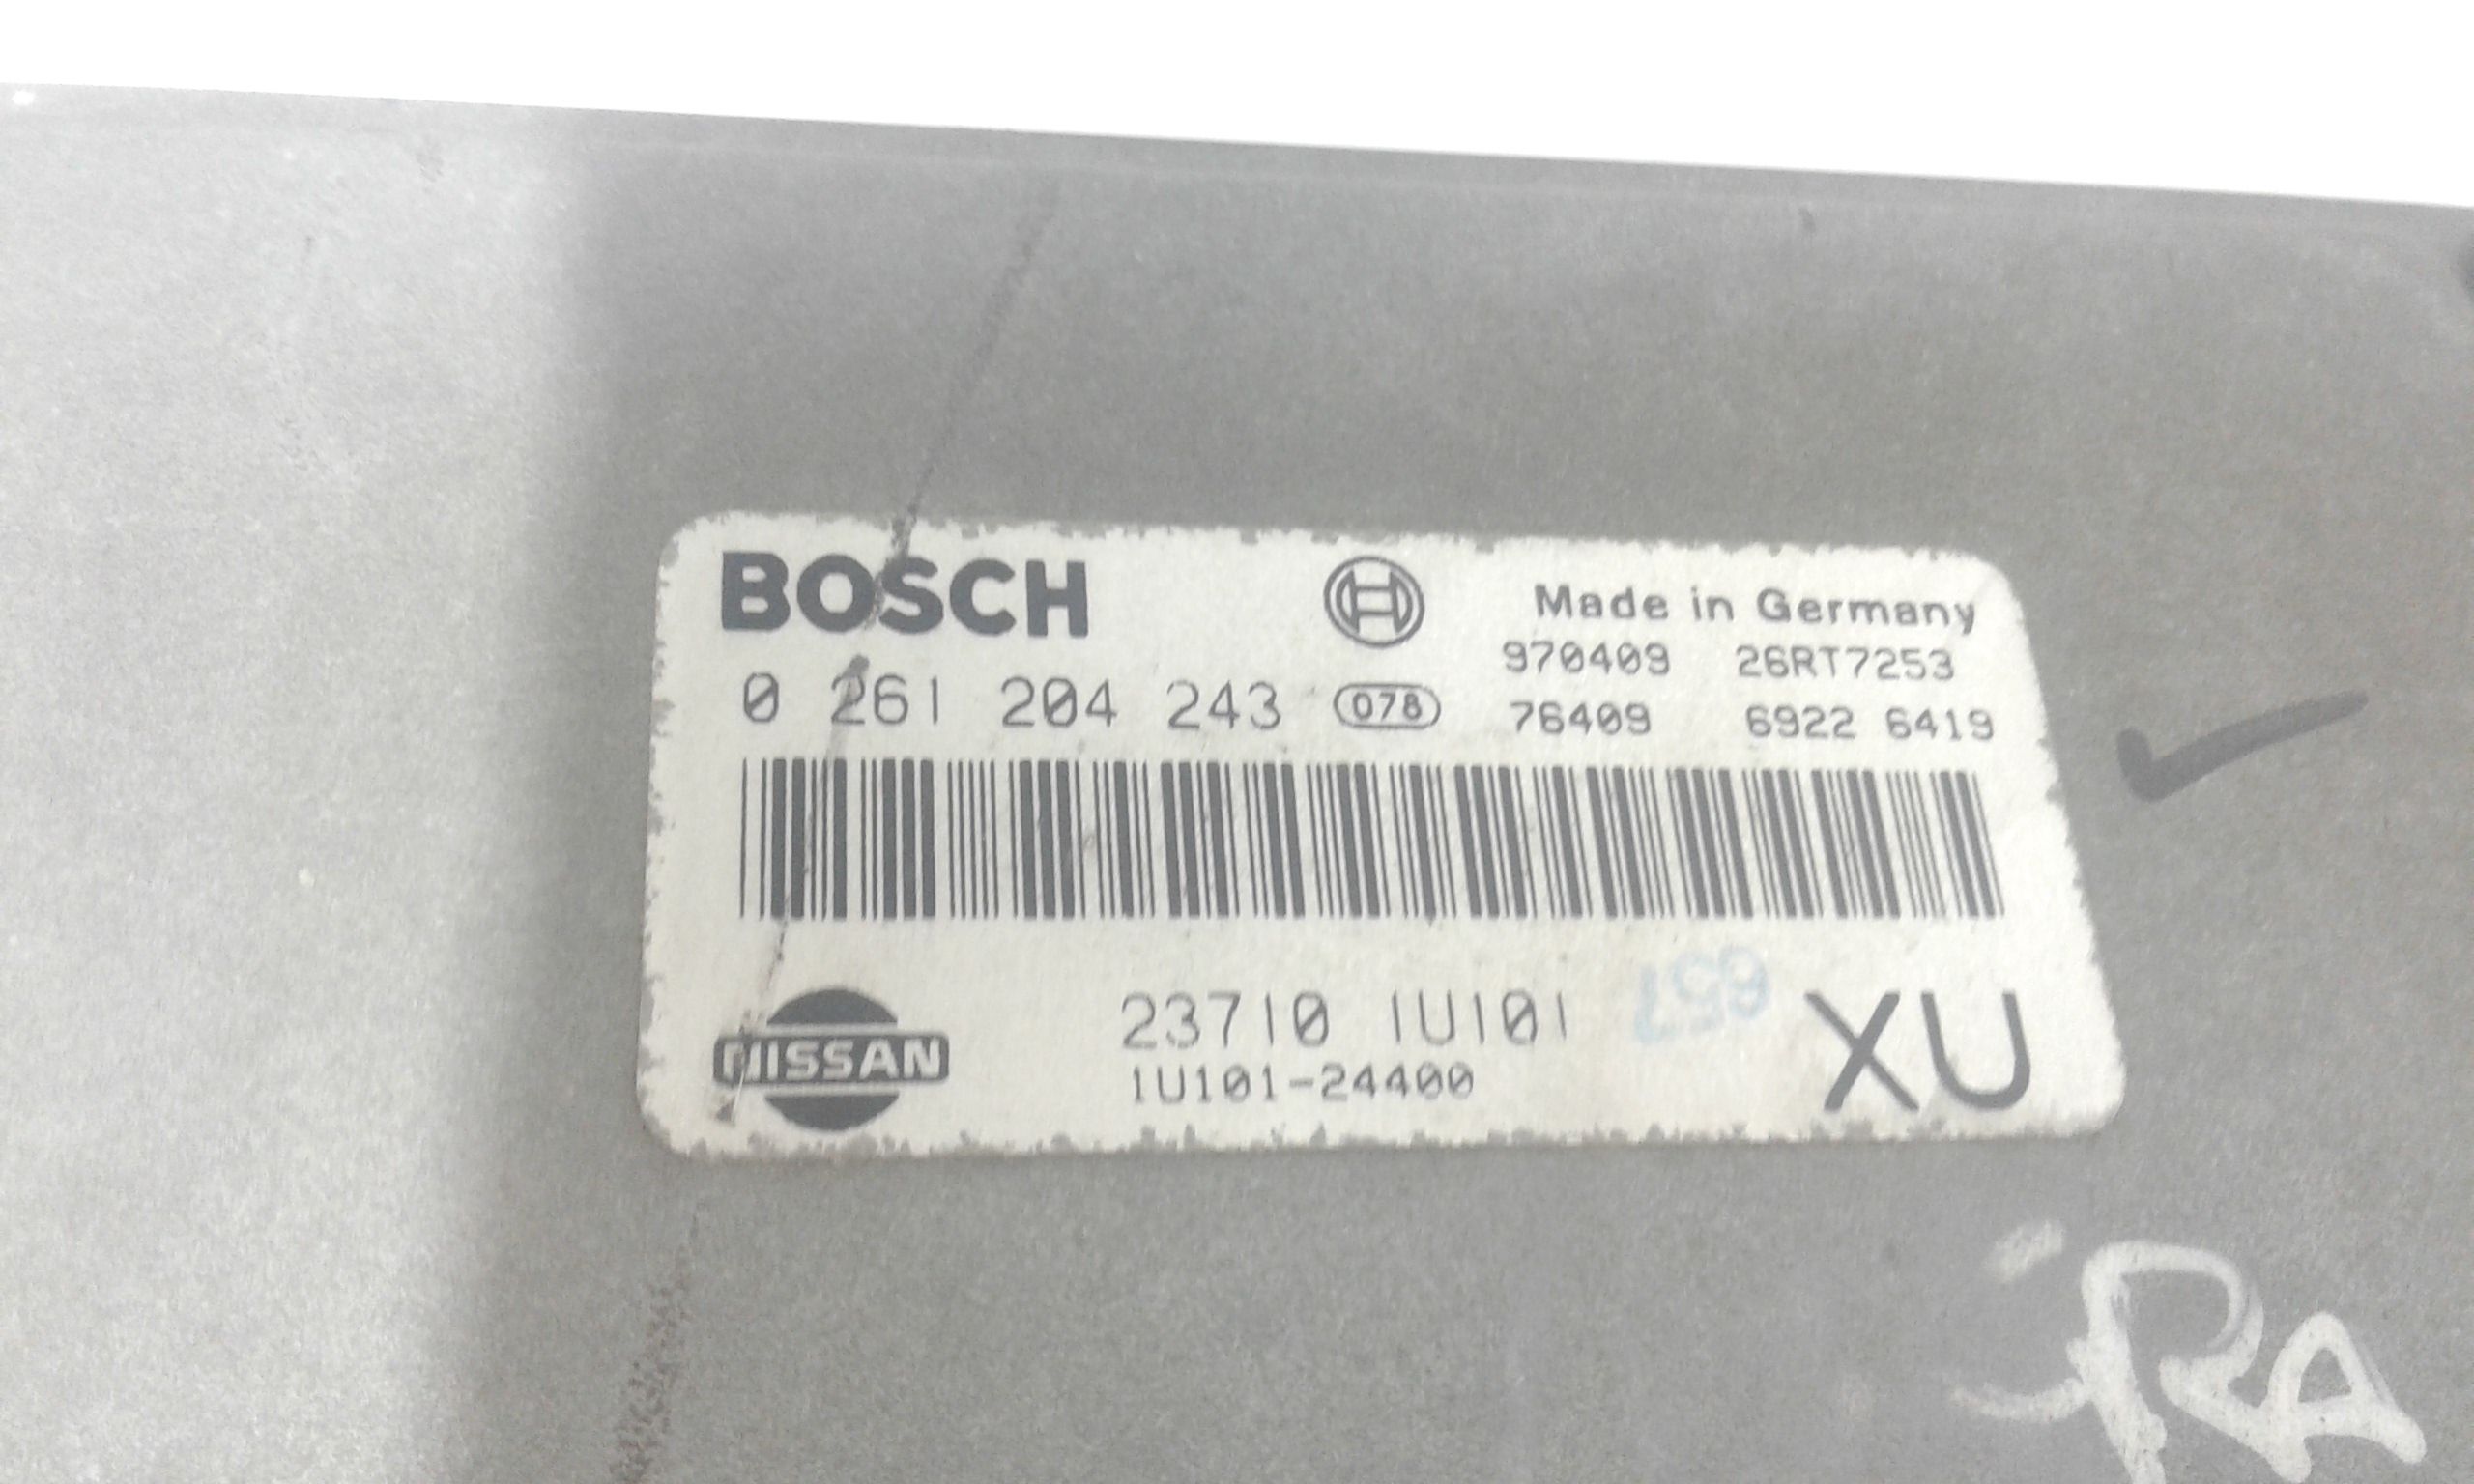 BOSCH
Made in Germany
970409 26RT7253
0 261 204 243 078 76409 6922 6419
23710 1U101
NISSAN
1U101-24400
XU
RA